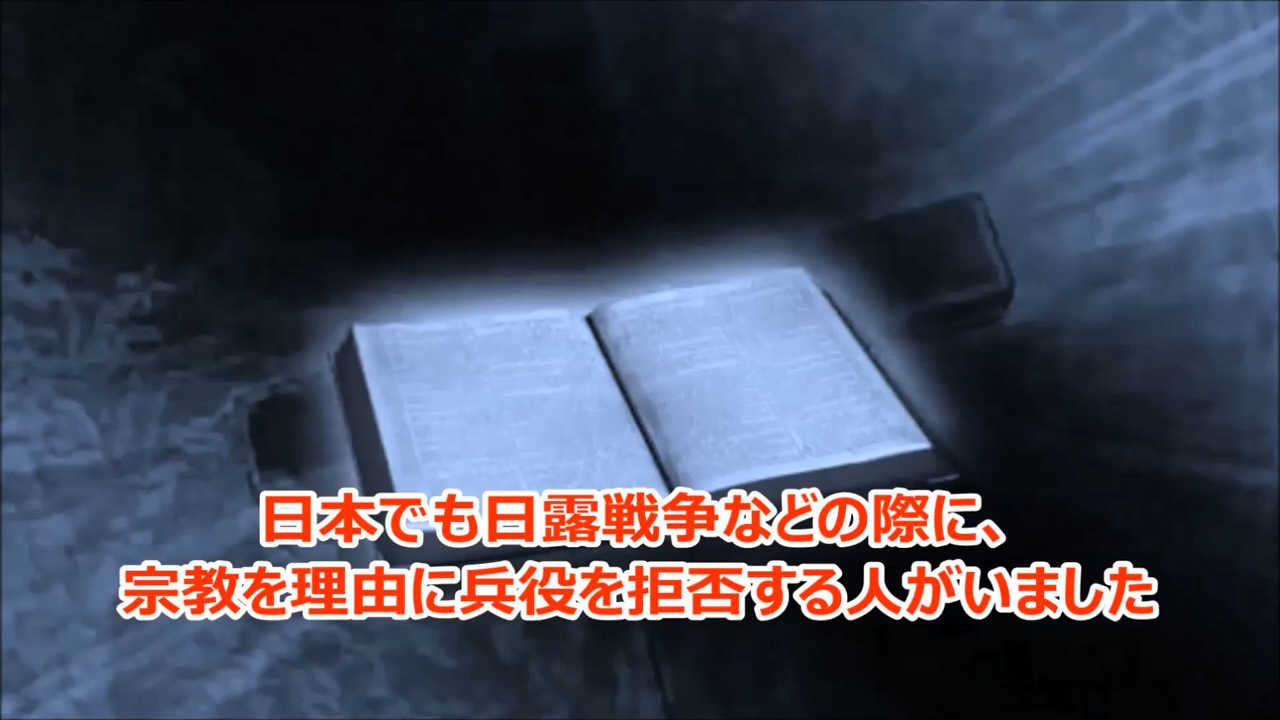 日本でも日露戦争などの際に、
宗教を理由に兵役を拒否する人がいました